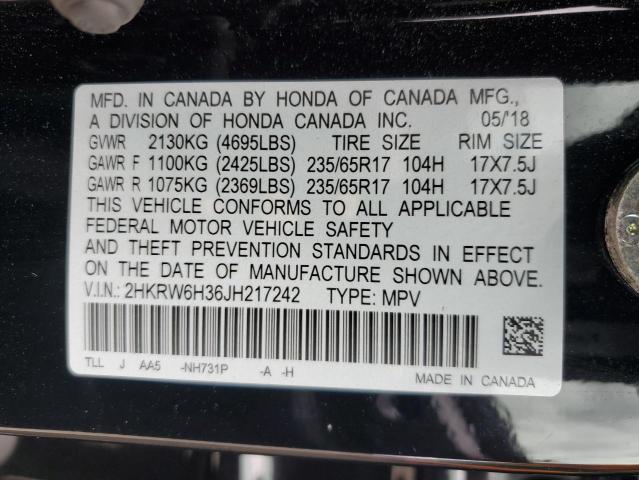 MFD. IN CANADA BY HONDA OF CANADA MFG.,
A DIVISION OF HONDA CANADA INC. 05/'18
GVWR 2130KG (4695LBS) TIRE SIZE RIM SIZE
GAWR F 1100KG (2425LBS) 235/65R17 104H 17X7.5J
GAWR R 1075KG (2369LBS) 235/65R17 104H 17X7.5J
THIS VEHICLE CONFORMS TO ALL APPLICABLE
FEDERAL MOTOR VEHICLE SAFETY
AND THEFT PREVENTION STANDARDS IN EFFECT
ON THE DATE OF MANUFACTURE SHOWN ABOVE.
V.I.N.: 2HKRW6H36JH217242 TYPE: MPV
TLL J AA5 -NH731P -A -H
MADE IN CANADA